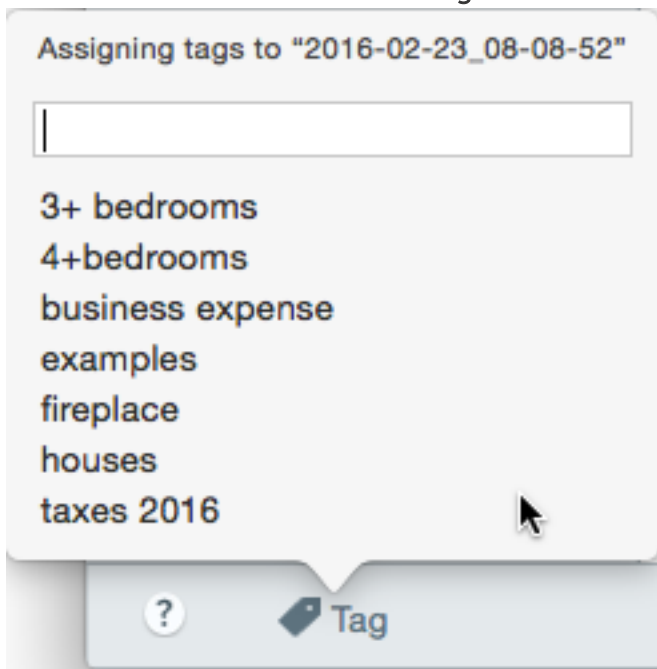 Assigning tags to “2016-02-23_08-08-52”
3+ bedrooms
4+bedrooms
business expense
examples
fireplace
houses
taxes 2016
?
Tag